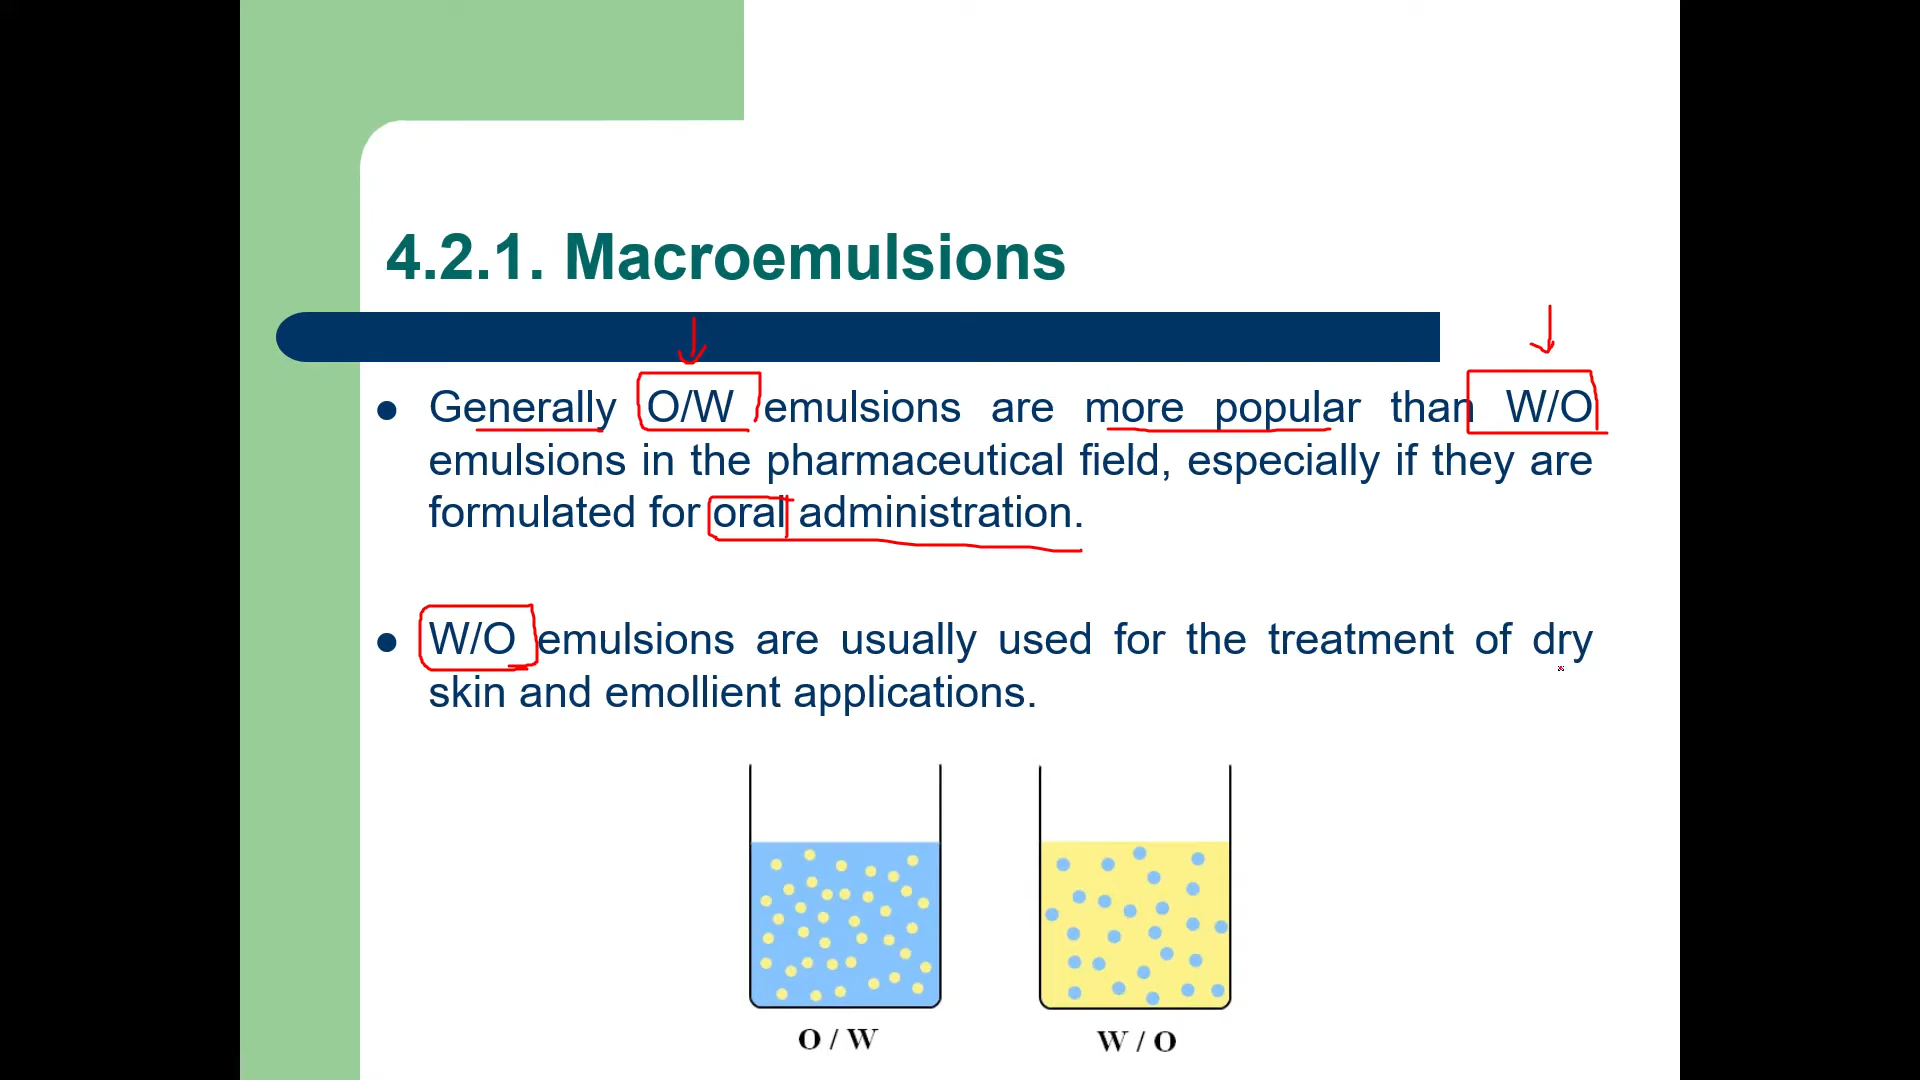 4.2.1. Macroemulsions
● Generally O/W emulsions are more popular than W/O
emulsions in the pharmaceutical field, especially if they are
formulated for oral administration.
● W/O emulsions are usually used for the treatment of dry
skin and emollient applications.
O / W
W / O